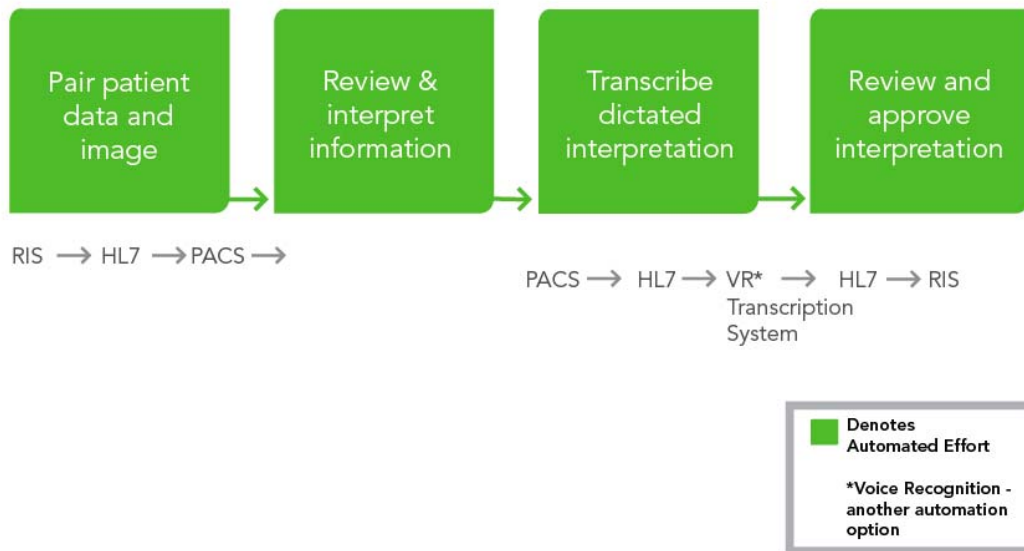 Pair patient
data and
image
Review &
interpret
information
Transcribe
dictated
interpretation
Review and
approve
interpretation
RIS → HL7 → PACS →
PACS → HL7 → VR* → HL7 → RIS
Transcription
System
Denotes
Automated Effort
*Voice Recognition -
another automation
option